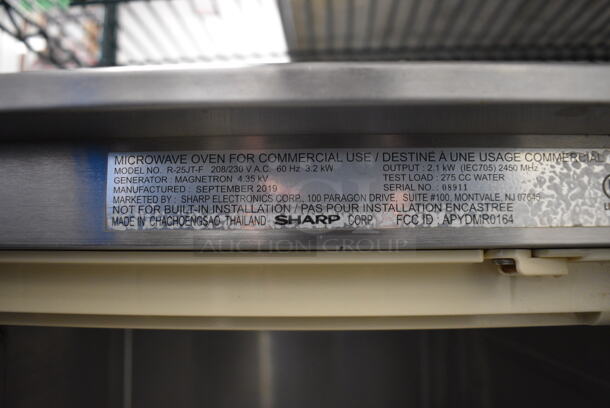 MICROWAVE OVEN FOR COMMERCIAL USE / DESTINÉ À UNE USAGE COMMERCIAL
MODEL NO. R-25JT-F 208/230 V A.C. 60 Hz 3.2 kW OUTPUT : 2.1 kW (IEC705) 2450 MHz
GENERATOR : MAGNETRON 4.35 kV TEST LOAD : 275 CC WATER
MANUFACTURED : SEPTEMBER 2019 SERIAL NO. : 08911
MARKETED BY : SHARP ELECTRONICS CORP., 100 PARAGON DRIVE, SUITE #100, MONTVALE, NJ 07645
NOT FOR BUILT-IN INSTALLATION / PAS POUR INSTALLATION ENCASTREE
MADE IN CHACHOENGSAO, THAILAND SHARP CORP. FCC ID : APYDMR0164
AUCTION GROUP